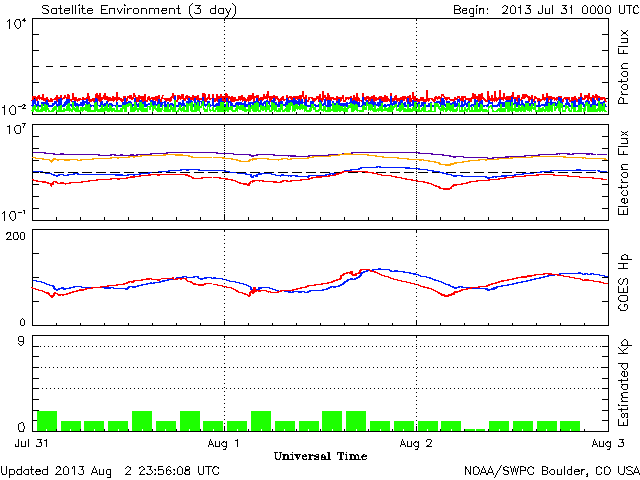 Satellite Environment (3 day) Begin: 2013 Jul 31 0000 UTC
10^4
Proton Flux
10^-2
10^7
Electron Flux
10^-1
200
GOES Hp
0
9
Estimated Kp
0
Jul 31 Aug 1 Aug 2 Aug 3
Universal Time
Updated 2013 Aug 2 23:56:08 UTC NOAA/SWPC Boulder, CO USA